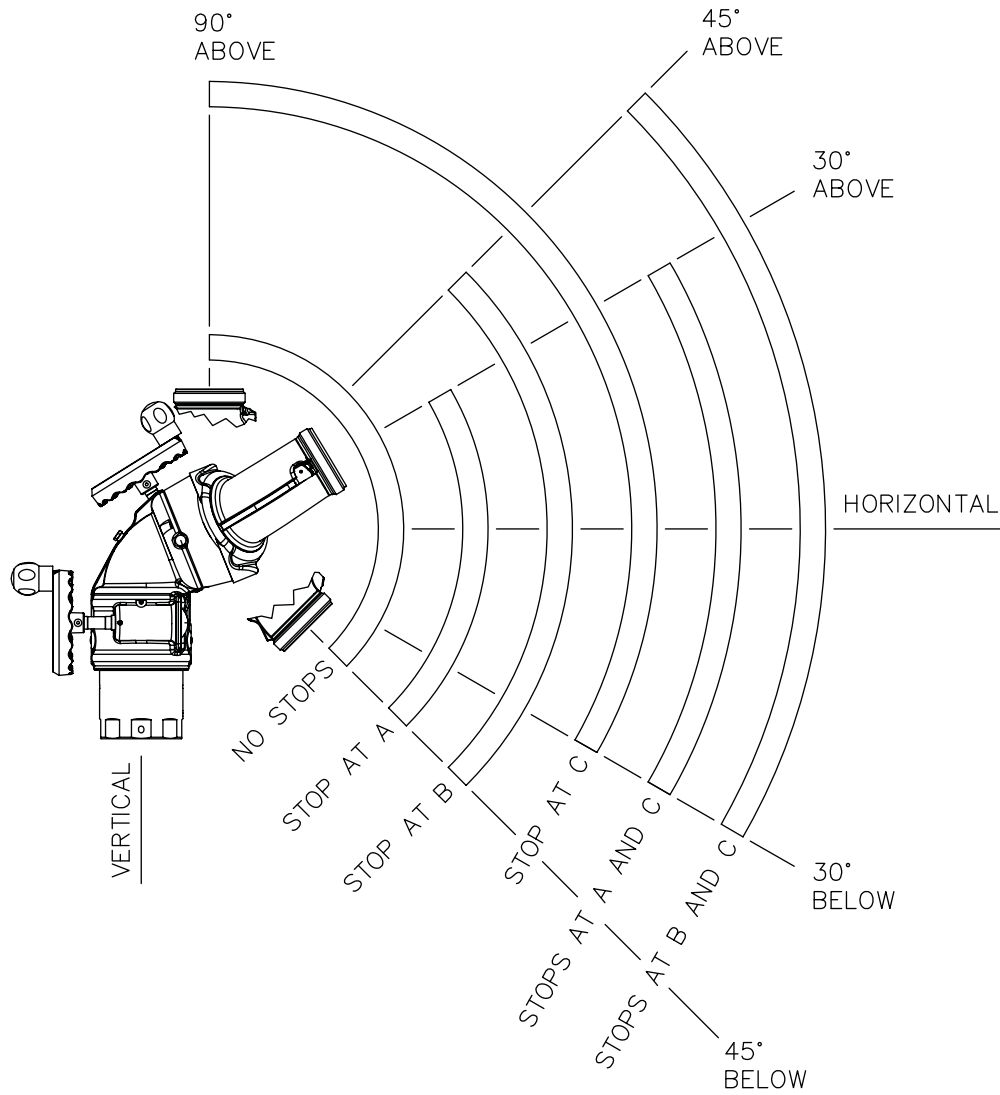 90°
ABOVE
45°
ABOVE
30°
ABOVE
HORIZONTAL
NO STOPS
STOP AT A
STOP AT B
STOP AT C
STOPS AT A AND C
STOPS AT B AND C
VERTICAL
30°
BELOW
45°
BELOW